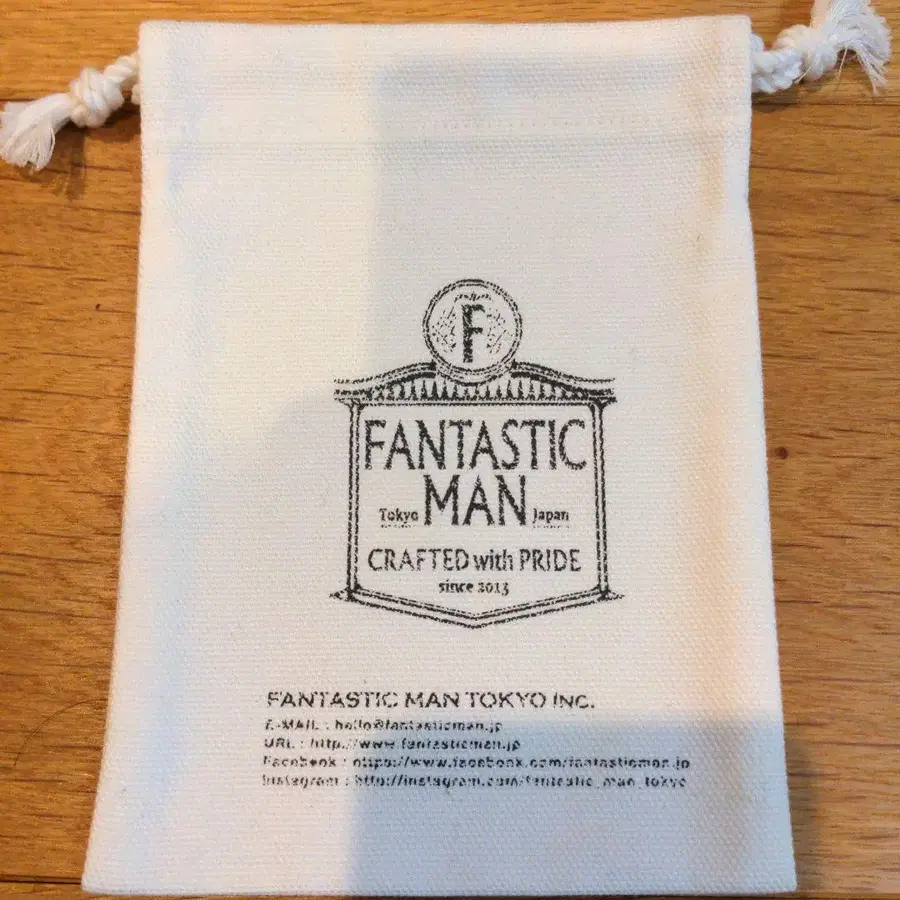 F
FANTASTIC
Tokyo MAN Japan
CRAFTED with PRIDE
since 2013
FANTASTIC MAN TOKYO INC.
E-MAIL : hello@fantasticman.jp
URL : http://www.fantasticman.jp
Facebook : https://www.facebook.com/fantasticman.jp
Instagram : http://instagram.com/fantastic_man_tokyo